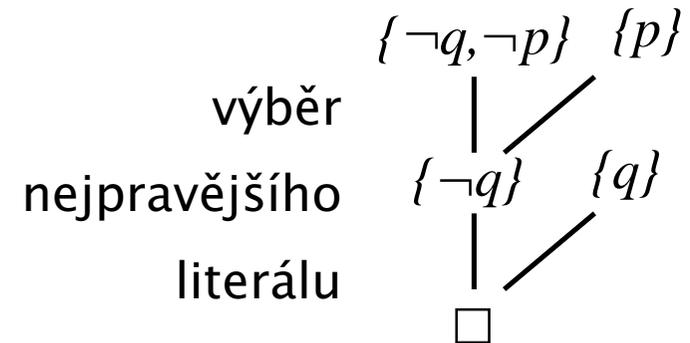 {¬q,¬p} {p}
výběr
nejpravějšího {¬q} {q}
literálu
□